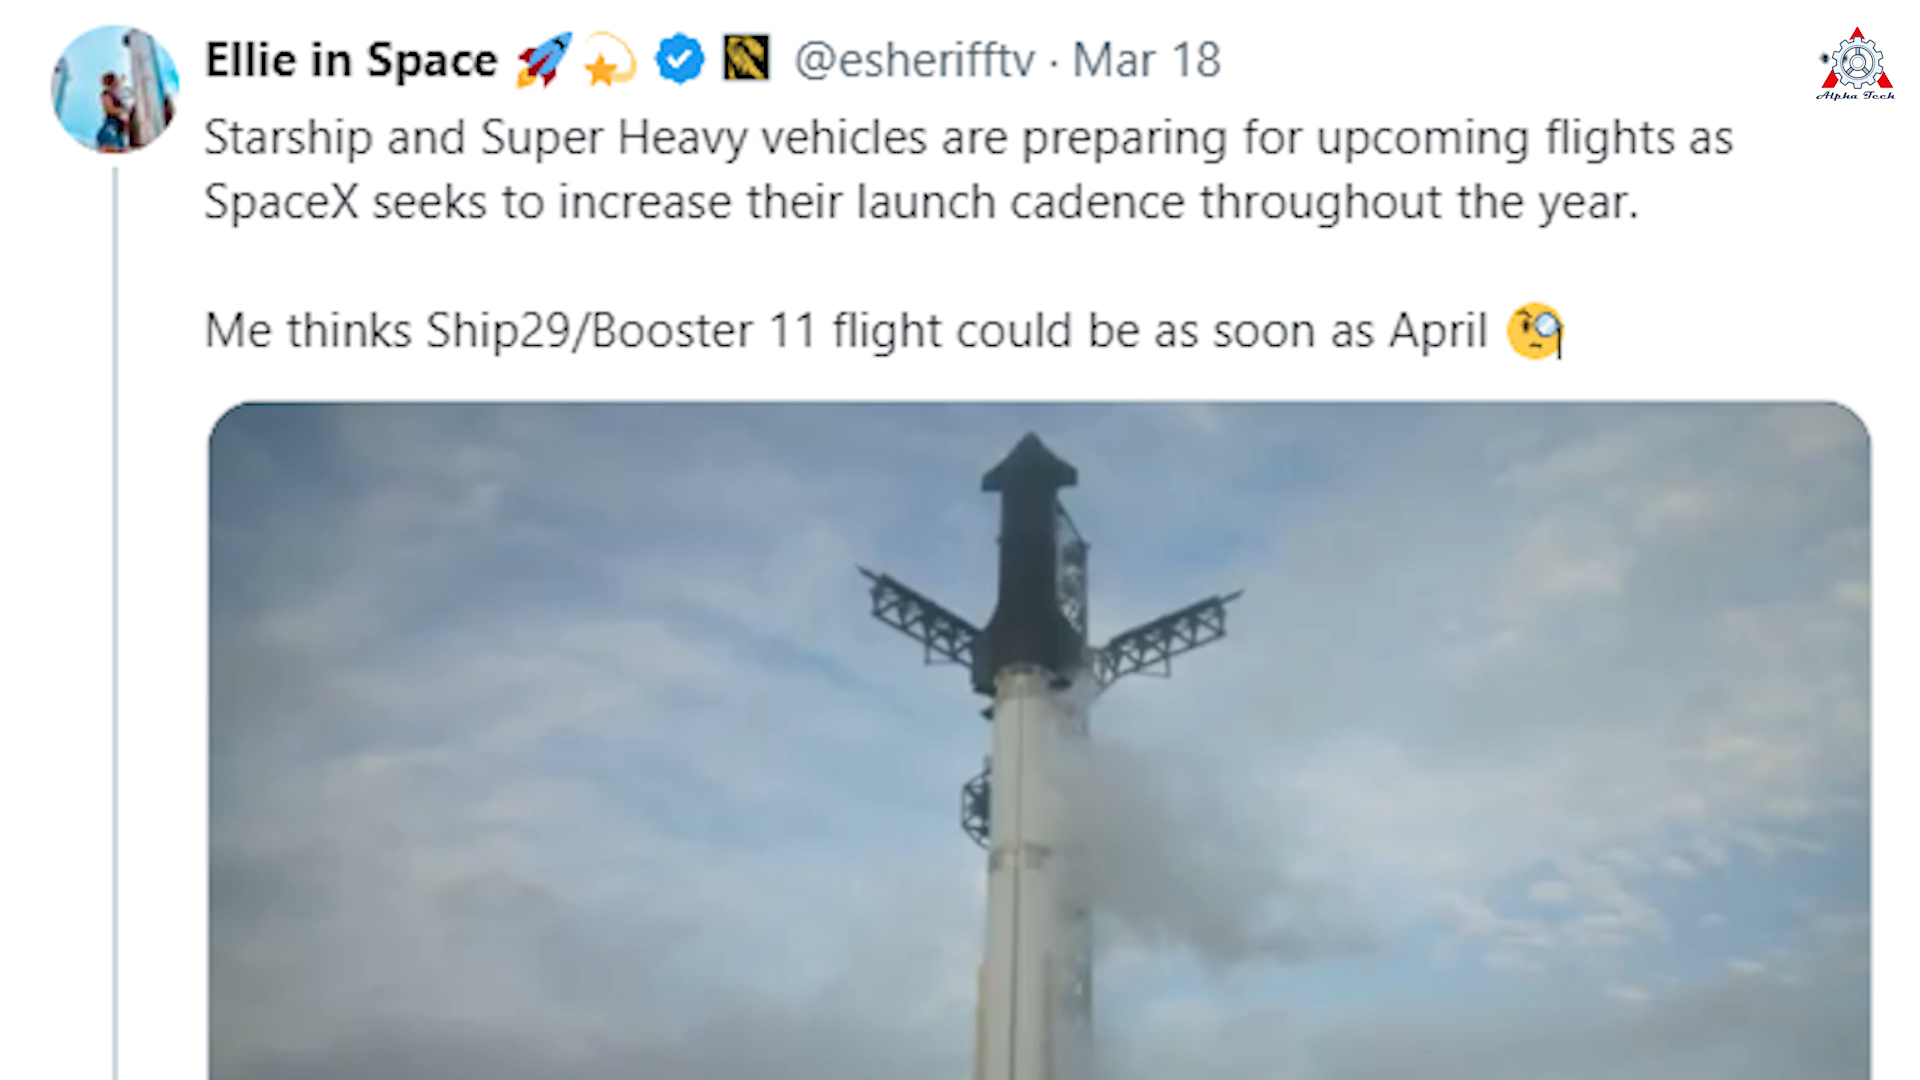 Ellie in Space 🚀💫 @esherifftv · Mar 18
Alpha Tech
Starship and Super Heavy vehicles are preparing for upcoming flights as
SpaceX seeks to increase their launch cadence throughout the year.
Me thinks Ship29/Booster 11 flight could be as soon as April 🧐